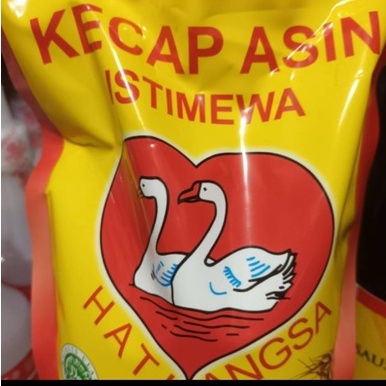 KECAP ASIN
ISTIMEWA
HATI ANGSA